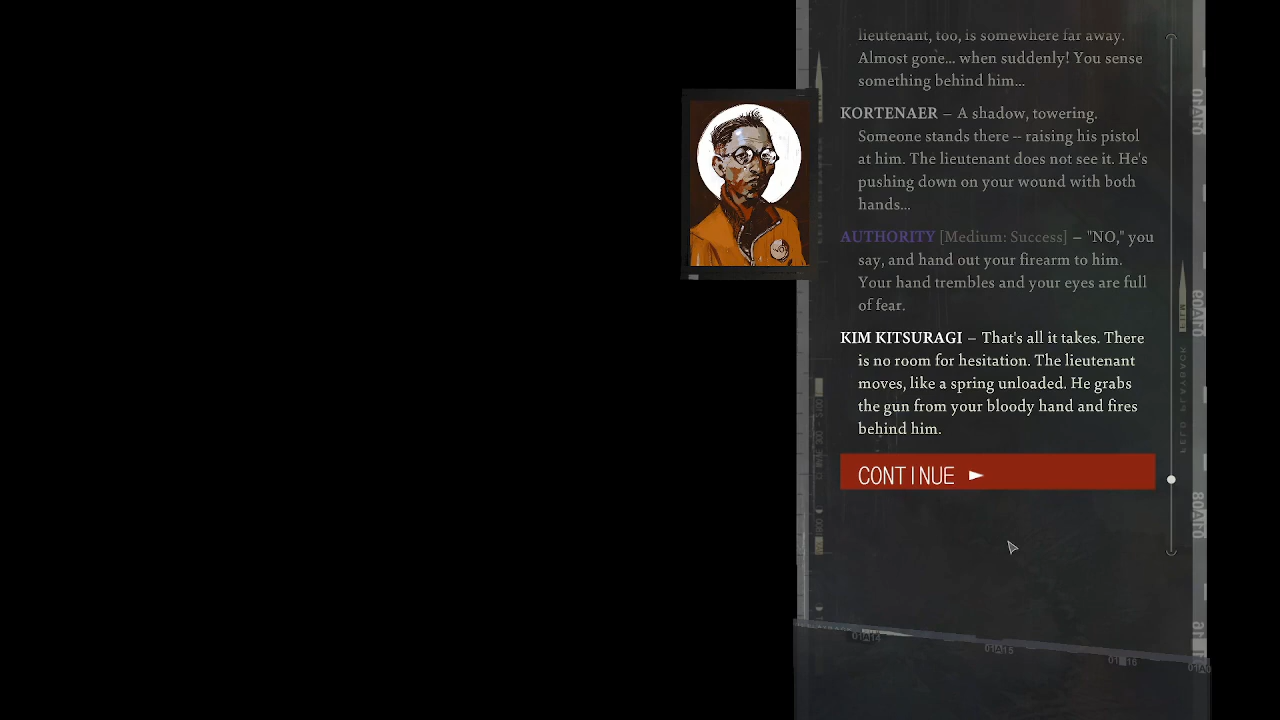 lieutenant, too, is somewhere far away.
Almost gone... when suddenly! You sense
something behind him...
KORTENAER – A shadow, towering.
Someone stands there -- raising his pistol
at him. The lieutenant does not see it. He's
pushing down on your wound with both
hands...
AUTHORITY [Medium: Success] – "NO," you
say, and hand out your firearm to him.
Your hand trembles and your eyes are full
of fear.
KIM KITSURAGI – That's all it takes. There
is no room for hesitation. The lieutenant
moves, like a spring unloaded. He grabs
the gun from your bloody hand and fires
behind him.
CONTINUE
01A14
01A15